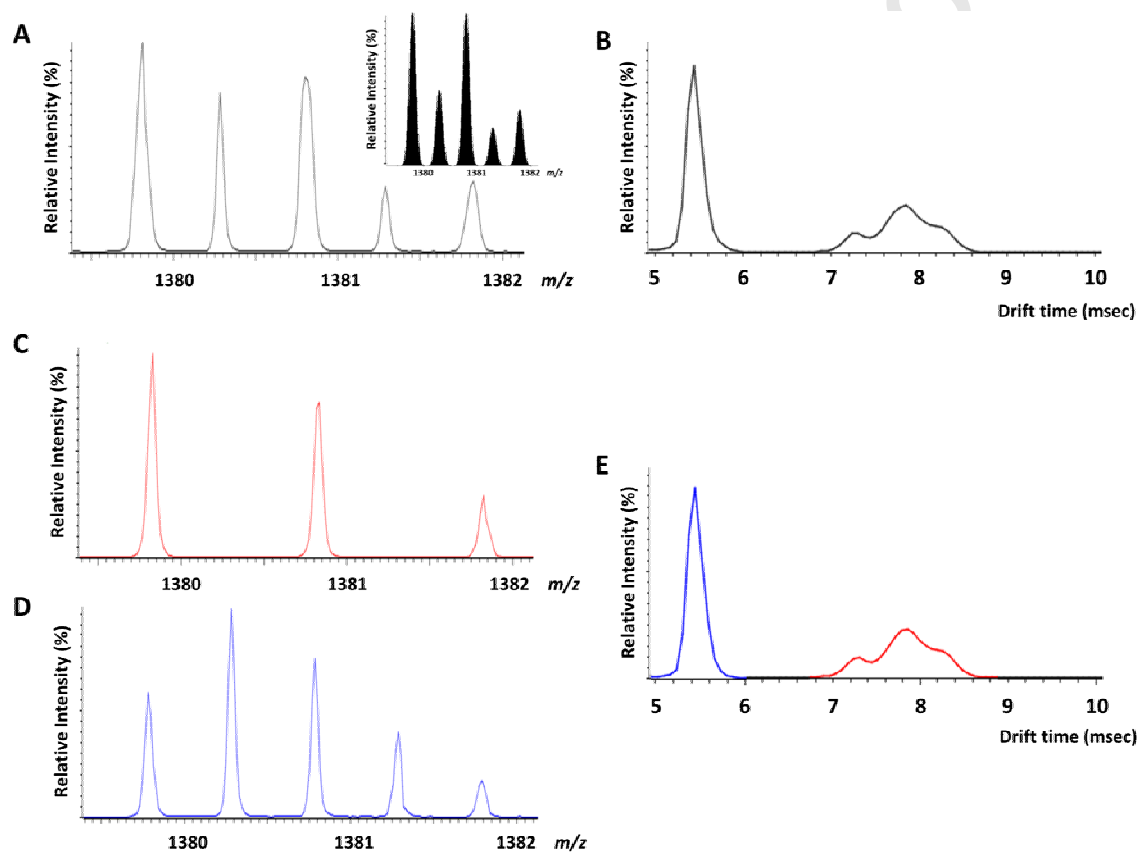 A
Relative Intensity (%)
1380
1381
1382
m/z
Relative Intensity (%)
1380
1381
1382
m/z
B
Relative Intensity (%)
5 6 7 8 9 10
Drift time (msec)
C
Relative Intensity (%)
1380
1381
1382
m/z
D
Relative Intensity (%)
1380
1381
1382
m/z
E
Relative Intensity (%)
5 6 7 8 9 10
Drift time (msec)